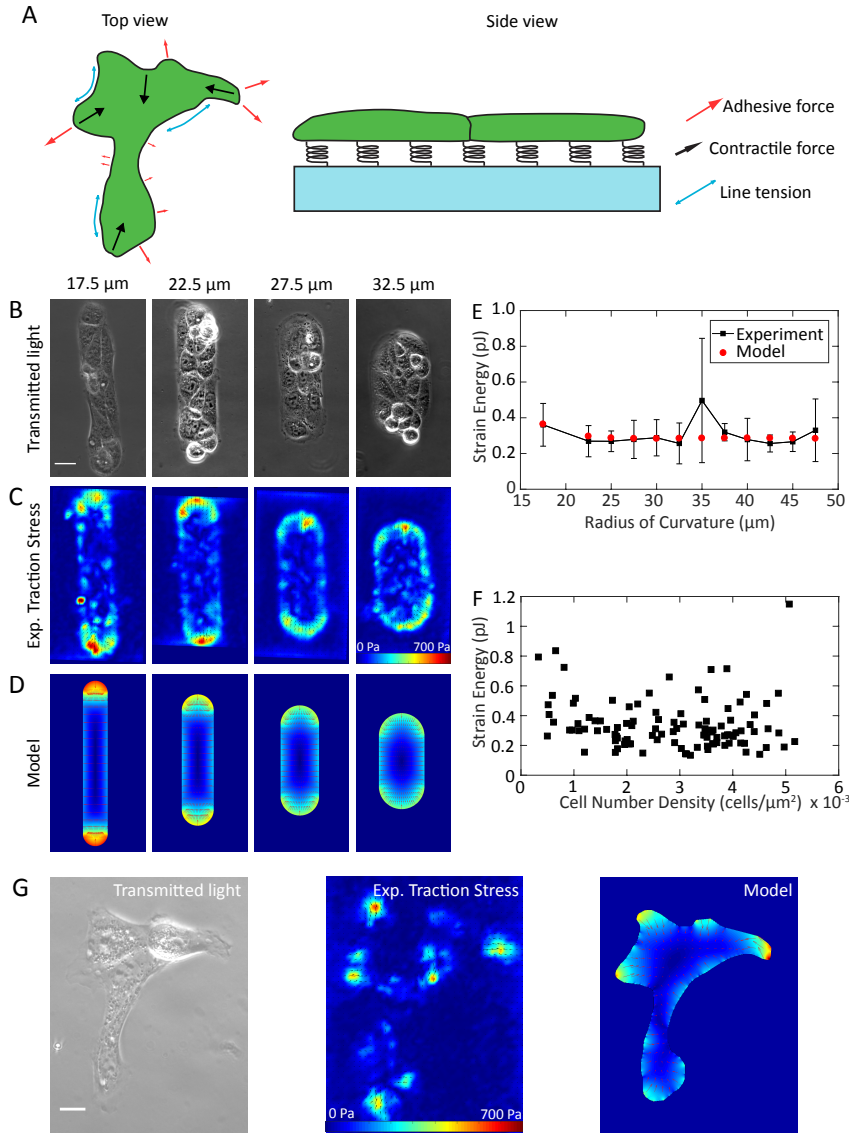 A
Top view
Side view
Adhesive force
Contractile force
Line tension
17.5 µm
22.5 µm
27.5 µm
32.5 µm
B
Transmitted light
C
Exp. Traction Stress
0 Pa
700 Pa
D
Model
E
Strain Energy (pJ)
1.0
0.8
0.6
0.4
0.2
0
Experiment
Model
15 20 25 30 35 40 45 50
Radius of Curvature (µm)
F
Strain Energy (pJ)
1.2
1
0.8
0.6
0.4
0.2
0
0 1 2 3 4 5 6
Cell Number Density (cells/µm²) x 10⁻³
G
Transmitted light
Exp. Traction Stress
0 Pa
700 Pa
Model